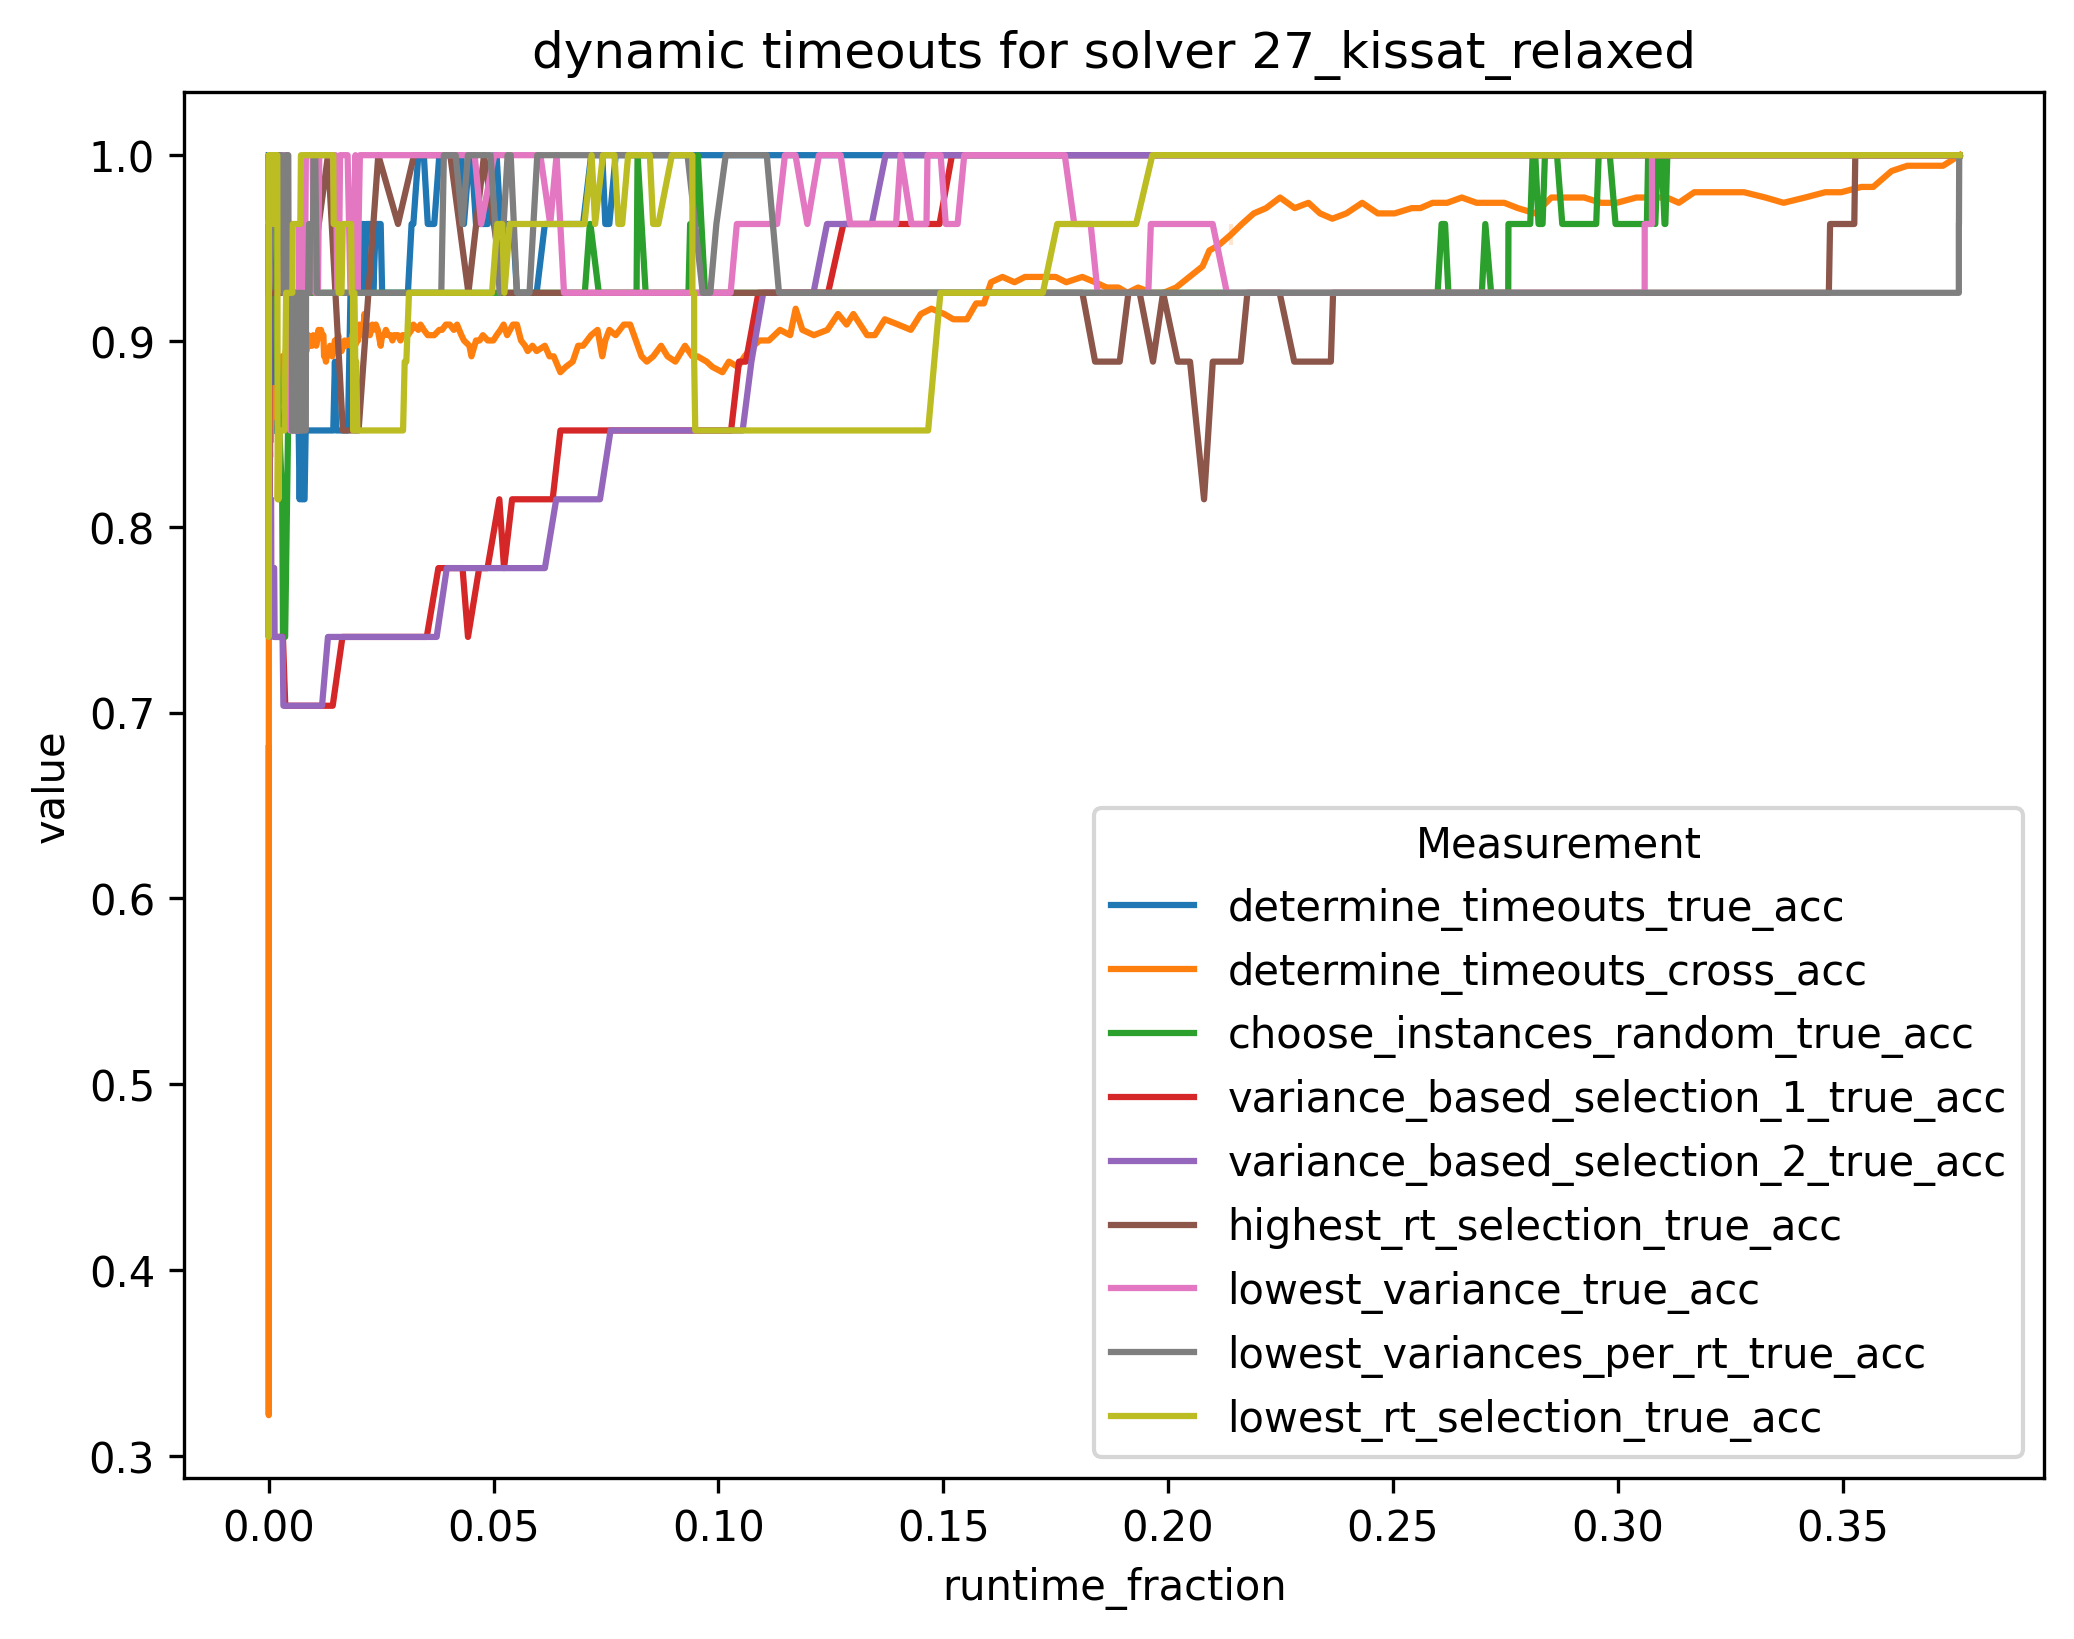 dynamic timeouts for solver 27_kissat_relaxed
1.0
0.9
0.8
0.7
0.6
0.5
0.4
0.3
value
Measurement
determine_timeouts_true_acc
determine_timeouts_cross_acc
choose_instances_random_true_acc
variance_based_selection_1_true_acc
variance_based_selection_2_true_acc
highest_rt_selection_true_acc
lowest_variance_true_acc
lowest_variances_per_rt_true_acc
lowest_rt_selection_true_acc
0.00 0.05 0.10 0.15 0.20 0.25 0.30 0.35
runtime_fraction